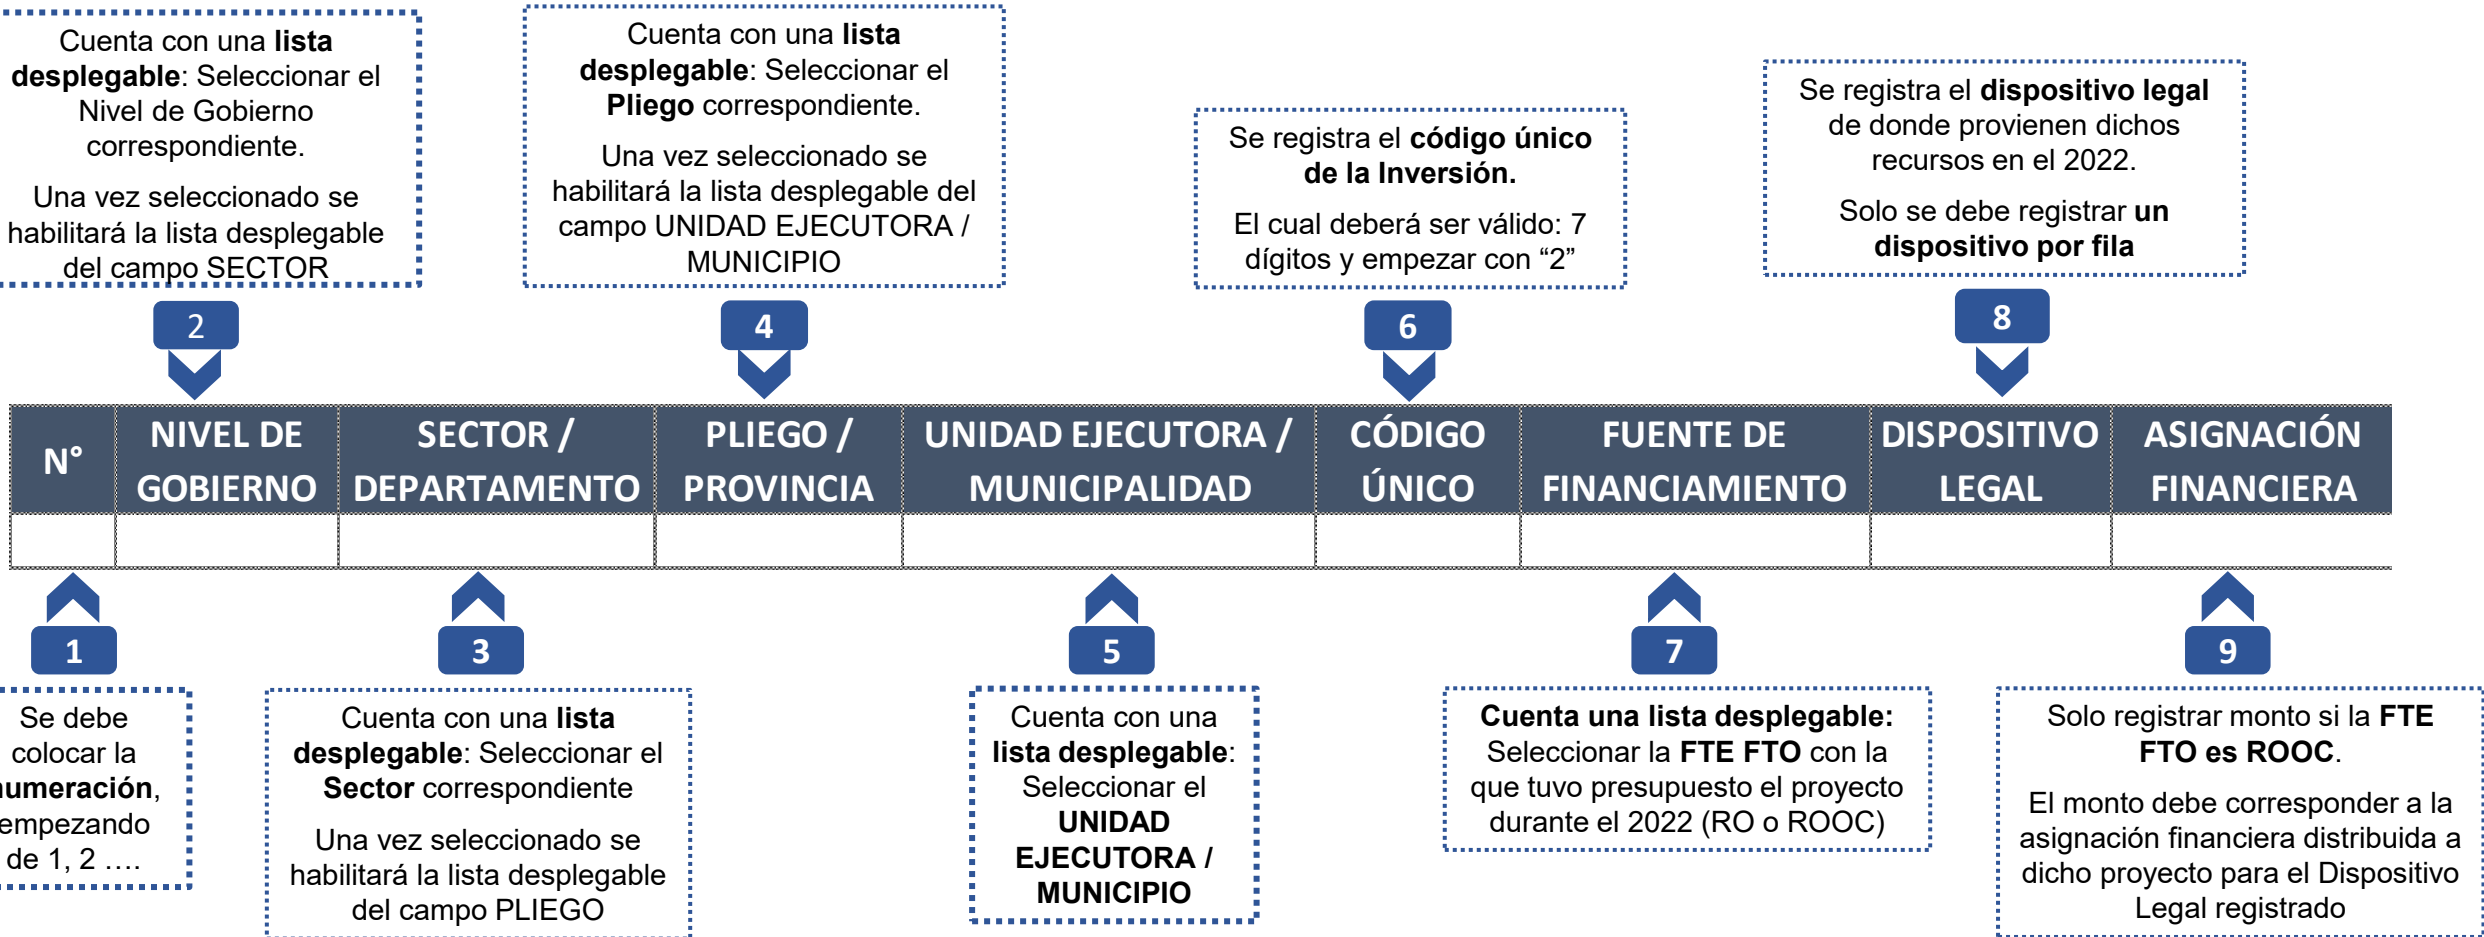 Cuenta con una lista
desplegable: Seleccionar el
Nivel de Gobierno
correspondiente.
Una vez seleccionado se
habilitará la lista desplegable
del campo SECTOR
Cuenta con una lista
desplegable: Seleccionar el
Pliego correspondiente.
Una vez seleccionado se
habilitará la lista desplegable del
campo UNIDAD EJECUTORA /
MUNICIPIO
Se registra el código único
de la Inversión.
El cual deberá ser válido: 7
dígitos y empezar con “2”
Se registra el dispositivo legal
de donde provienen dichos
recursos en el 2022.
Solo se debe registrar un
dispositivo por fila
2
4
6
8
N°
NIVEL DE
GOBIERNO
SECTOR /
DEPARTAMENTO
PLIEGO /
PROVINCIA
UNIDAD EJECUTORA /
MUNICIPALIDAD
CÓDIGO
ÚNICO
FUENTE DE
FINANCIAMIENTO
DISPOSITIVO
LEGAL
ASIGNACIÓN
FINANCIERA
1
3
5
7
9
Se debe
colocar la
numeración,
empezando
de 1, 2 ….
Cuenta con una lista
desplegable: Seleccionar el
Sector correspondiente
Una vez seleccionado se
habilitará la lista desplegable
del campo PLIEGO
Cuenta con una
lista desplegable:
Seleccionar el
UNIDAD
EJECUTORA /
MUNICIPIO
Cuenta una lista desplegable:
Seleccionar la FTE FTO con la
que tuvo presupuesto el proyecto
durante el 2022 (RO o ROOC)
Solo registrar monto si la FTE
FTO es ROOC.
El monto debe corresponder a la
asignación financiera distribuida a
dicho proyecto para el Dispositivo
Legal registrado